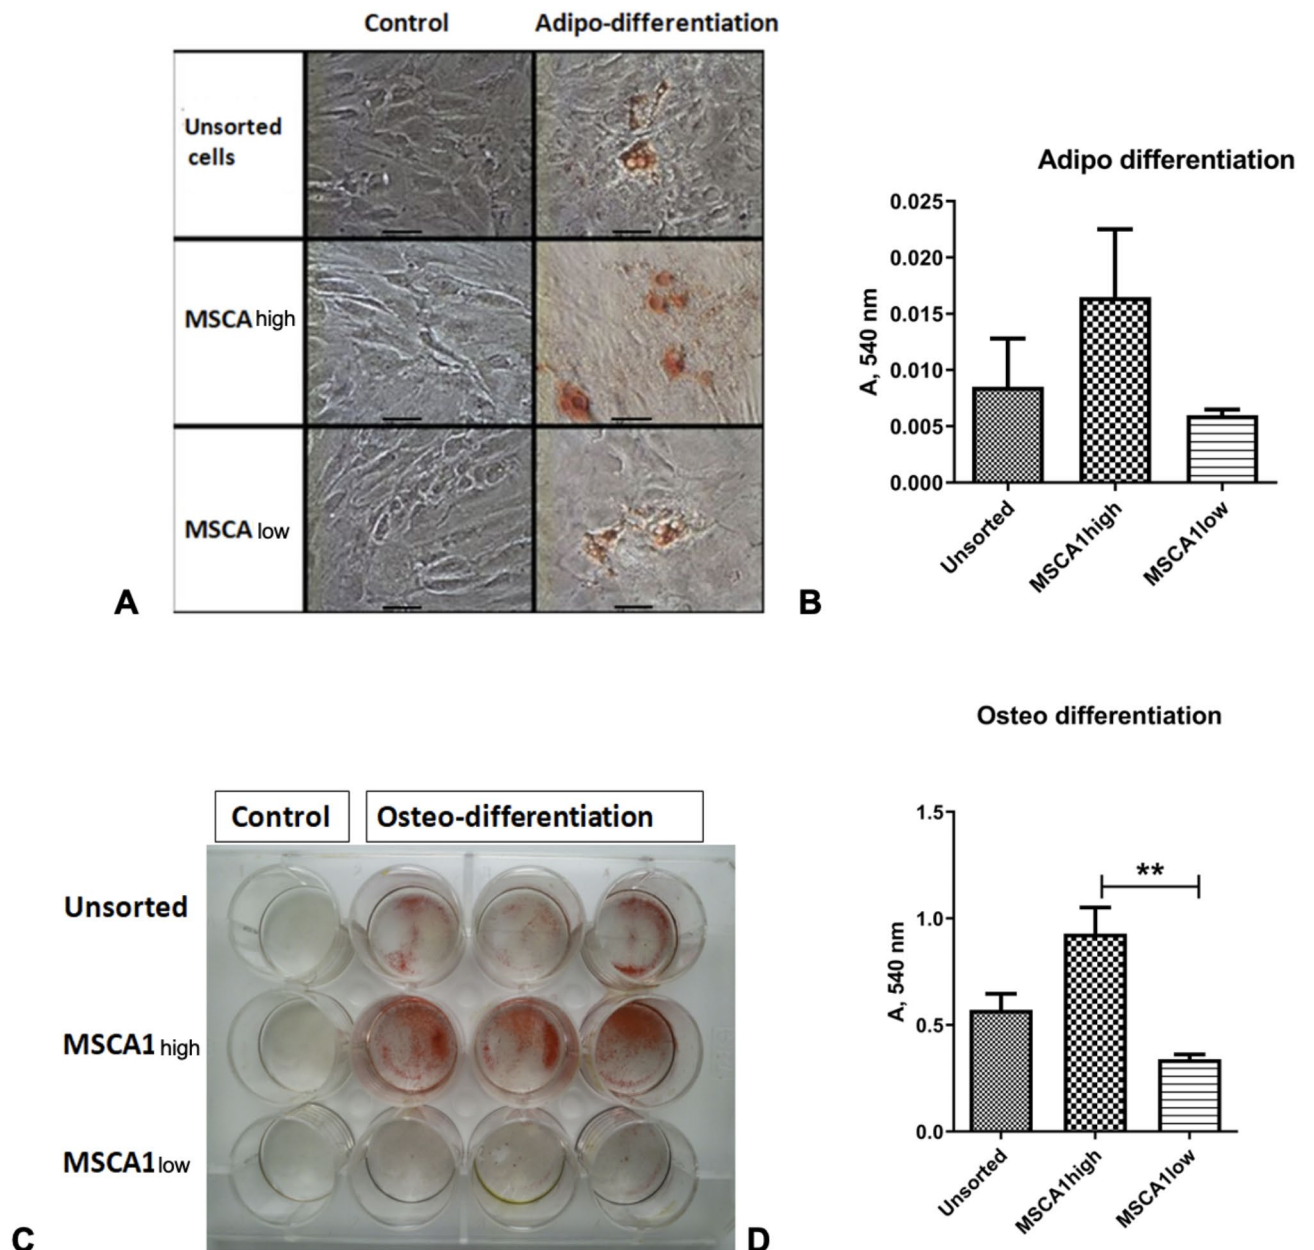 Control
Adipo-differentiation
Unsorted
cells
MSCA high
MSCA low
A
Adipo differentiation
0.025
0.020
0.015
0.010
0.005
0.000
A, 540 nm
Unsorted
MSCA1high
MSCA1low
B
Control
Osteo-differentiation
Unsorted
MSCA1 high
MSCA1 low
C
Osteo differentiation
1.5
1.0
0.5
0.0
A, 540 nm
**
Unsorted
MSCA1high
MSCA1low
D